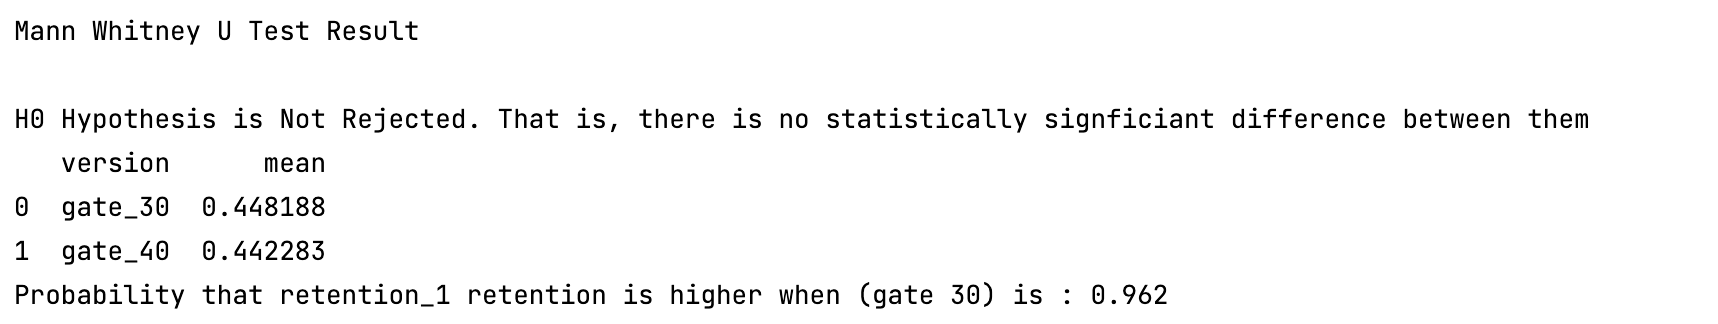 Mann Whitney U Test Result
H0 Hypothesis is Not Rejected. That is, there is no statistically signficiant difference between them
version mean
0 gate_30 0.448188
1 gate_40 0.442283
Probability that retention_1 retention is higher when (gate 30) is : 0.962